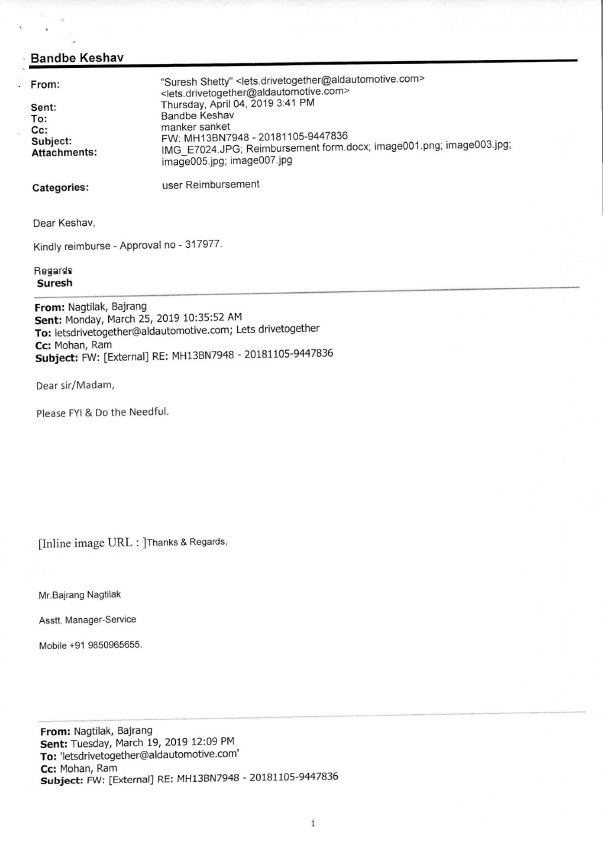 Bandbe Keshav
From: "Suresh Shetty" <lets.drivetogether@aldautomotive.com>
<lets.drivetogether@aldautomotive.com>
Sent: Thursday, April 04, 2019 3:41 PM
To: Bandbe Keshav
Cc: manker sanket
Subject: FW: MH13BN7948 - 20181105-9447836
Attachments: IMG_E7024.JPG; Reimbursement form.docx; image001.png; image003.jpg;
image005.jpg; image007.jpg
Categories: user Reimbursement
Dear Keshav,
Kindly reimburse - Approval no - 317977.
Regards
Suresh
From: Nagtilak, Bajrang
Sent: Monday, March 25, 2019 10:35:52 AM
To: letsdrivetogether@aldautomotive.com; Lets drivetogether
Cc: Mohan, Ram
Subject: FW: [External] RE: MH13BN7948 - 20181105-9447836
Dear sir/Madam,
Please FYI & Do the Needful.
[Inline image URL : ]Thanks & Regards,
Mr.Bajrang Nagtilak
Asstt. Manager-Service
Mobile +91 9850965655.
From: Nagtilak, Bajrang
Sent: Tuesday, March 19, 2019 12:09 PM
To: 'letsdrivetogether@aldautomotive.com'
Cc: Mohan, Ram
Subject: FW: [External] RE: MH13BN7948 - 20181105-9447836
1